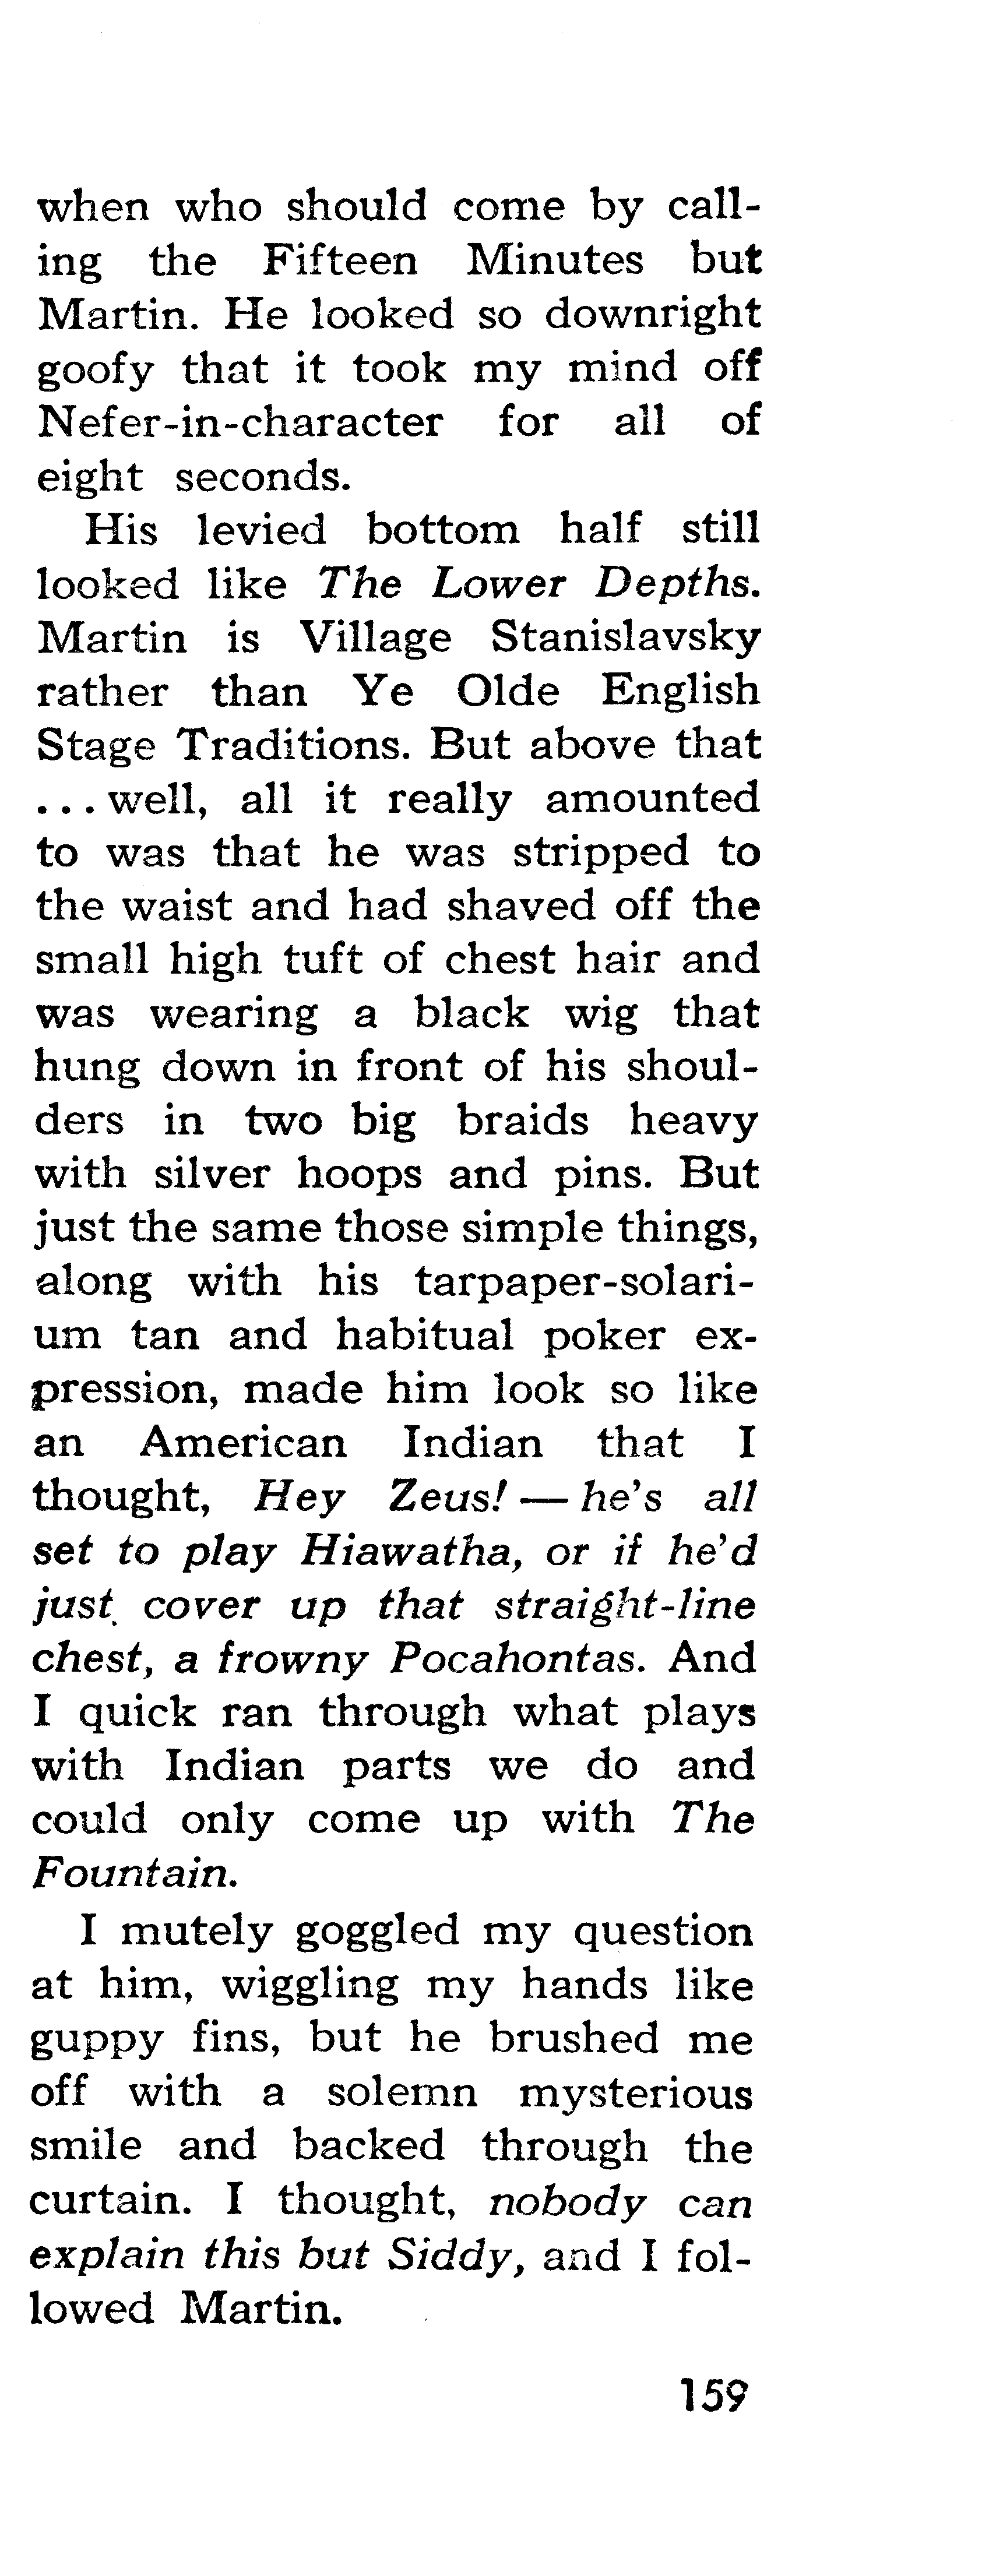 when who should come by call-
ing the Fifteen Minutes but
Martin. He looked so downright
goofy that it took my mind off
Nefer-in-character for all of
eight seconds.
His levied bottom half still
looked like The Lower Depths.
Martin is Village Stanislavsky
rather than Ye Olde English
Stage Traditions. But above that
... well, all it really amounted
to was that he was stripped to
the waist and had shaved off the
small high tuft of chest hair and
was wearing a black wig that
hung down in front of his shoul-
ders in two big braids heavy
with silver hoops and pins. But
just the same those simple things,
along with his tarpaper-solari-
um tan and habitual poker ex-
pression, made him look so like
an American Indian that I
thought, Hey Zeus! — he's all
set to play Hiawatha, or if he'd
just cover up that straight-line
chest, a frowny Pocahontas. And
I quick ran through what plays
with Indian parts we do and
could only come up with The
Fountain.
I mutely goggled my question
at him, wiggling my hands like
guppy fins, but he brushed me
off with a solemn mysterious
smile and backed through the
curtain. I thought, nobody can
explain this but Siddy, and I fol-
lowed Martin.
159